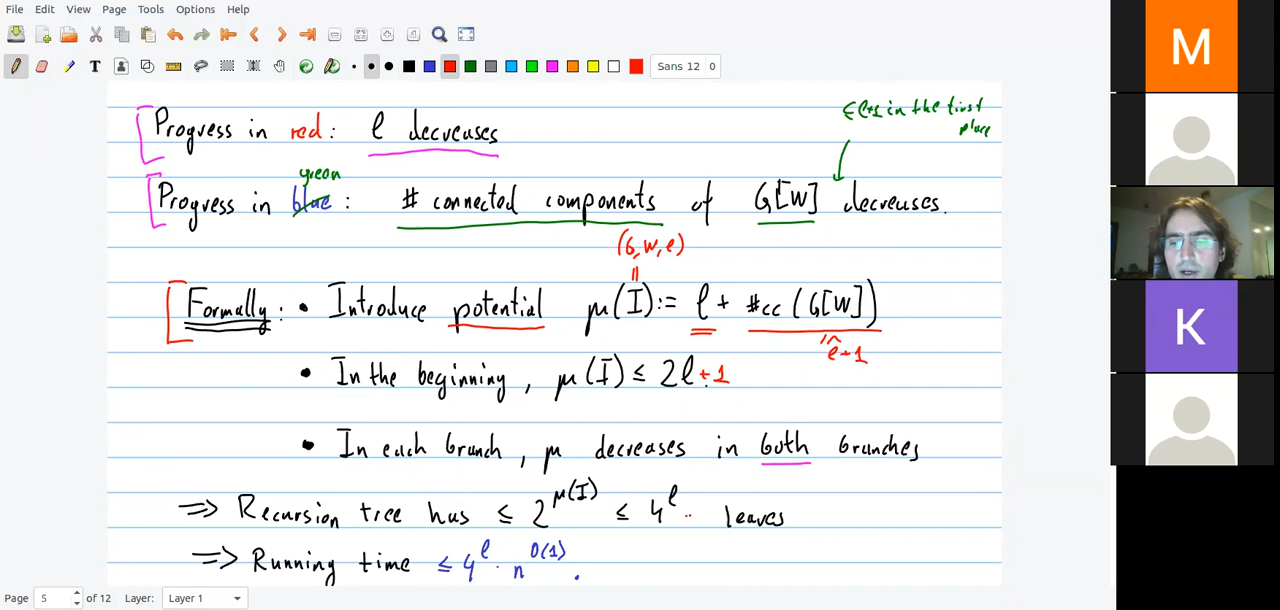 File Edit View Page Tools Options Help
Sans 12 0
≤ l+1 in the first
place
Progress in red: l decreases
green
Progress in blue: # connected components of G[W] decreases.
(G, W, l)
=
Formally: • Introduce potential μ(I) := l + #cc (G[W])
≤ l+1
• In the beginning, μ(I) ≤ 2l+1
• In each branch, μ decreases in both branches
⇒ Recursion tree has ≤ 2^μ(I) ≤ 4^l .. leaves
⇒ Running time ≤ 4^l · n^O(1).
M
K
Page 5 of 12 Layer: Layer 1